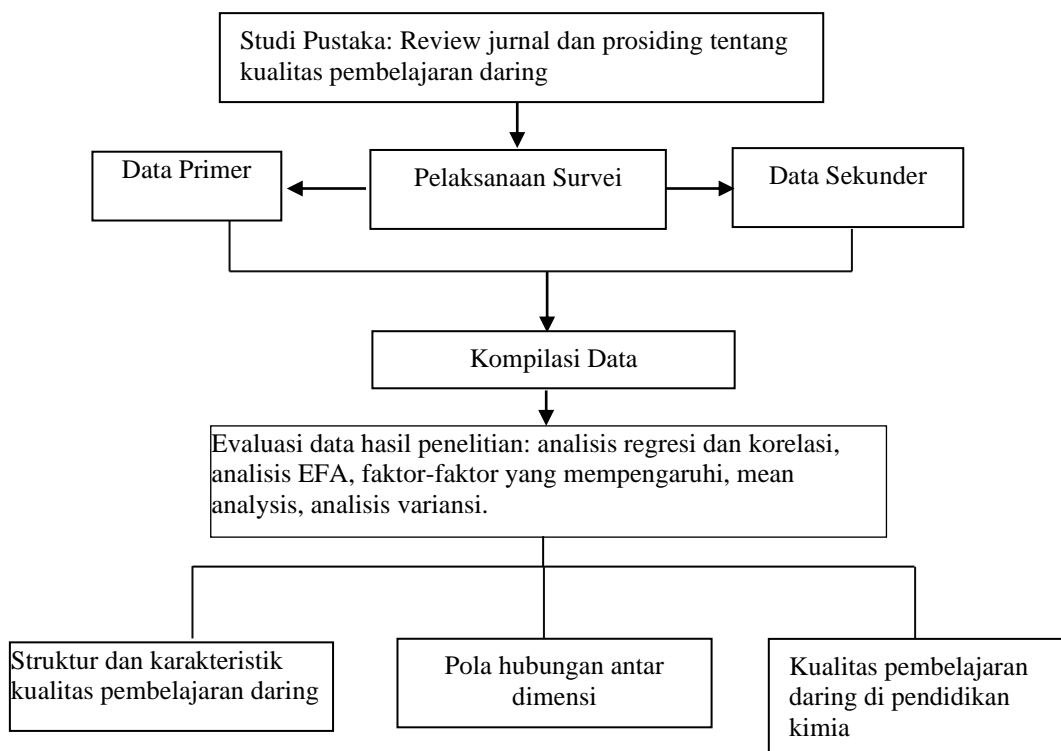 Studi Pustaka: Review jurnal dan prosiding tentang
kualitas pembelajaran daring
Data Primer
Pelaksanaan Survei
Data Sekunder
Kompilasi Data
Evaluasi data hasil penelitian: analisis regresi dan korelasi,
analisis EFA, faktor-faktor yang mempengaruhi, mean
analysis, analisis variansi.
Struktur dan karakteristik
kualitas pembelajaran daring
Pola hubungan antar
dimensi
Kualitas pembelajaran
daring di pendidikan
kimia